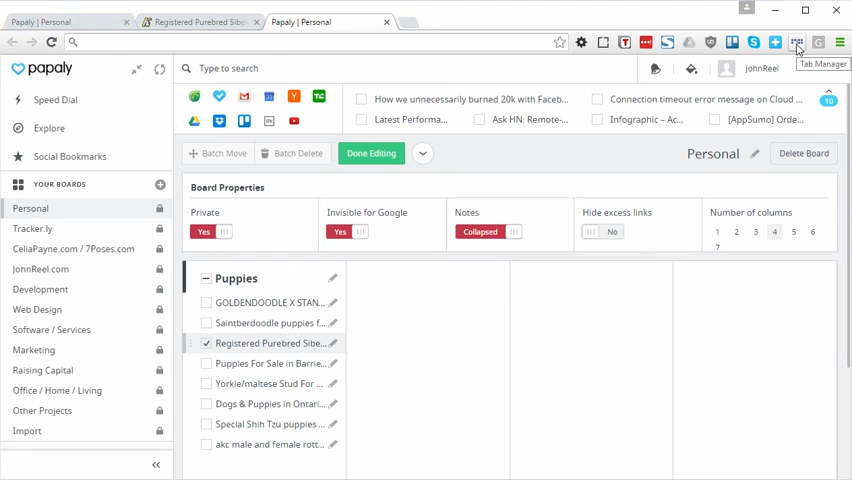 Papaly | Personal
Registered Purebred Sibe
Papaly | Personal
Tab Manager
papaly
Type to search
JohnReel
Speed Dial
Explore
Social Bookmarks
YOUR BOARDS
Personal
Tracker.ly
CeliaPayne.com / 7Poses.com
JohnReel.com
Development
Web Design
Software / Services
Marketing
Raising Capital
Office / Home / Living
Other Projects
Import
How we unnecessarily burned 20k with Faceb...
Connection timeout error message on Cloud ...
10
Latest Performa...
Ask HN: Remote-...
Infographic – Ac...
[AppSumo] Orde...
Batch Move
Batch Delete
Done Editing
Personal
Delete Board
Board Properties
Private
Invisible for Google
Notes
Hide excess links
Number of columns
Yes
Yes
Collapsed
No
1 2 3 4 5 6
7
Puppies
GOLDENDOODLE X STAN...
Saintberdoodle puppies f...
Registered Purebred Sibe...
Puppies For Sale in Barrie...
Yorkie/maltese Stud For ...
Dogs & Puppies in Ontari...
Special Shih Tzu puppies ...
akc male and female rott...